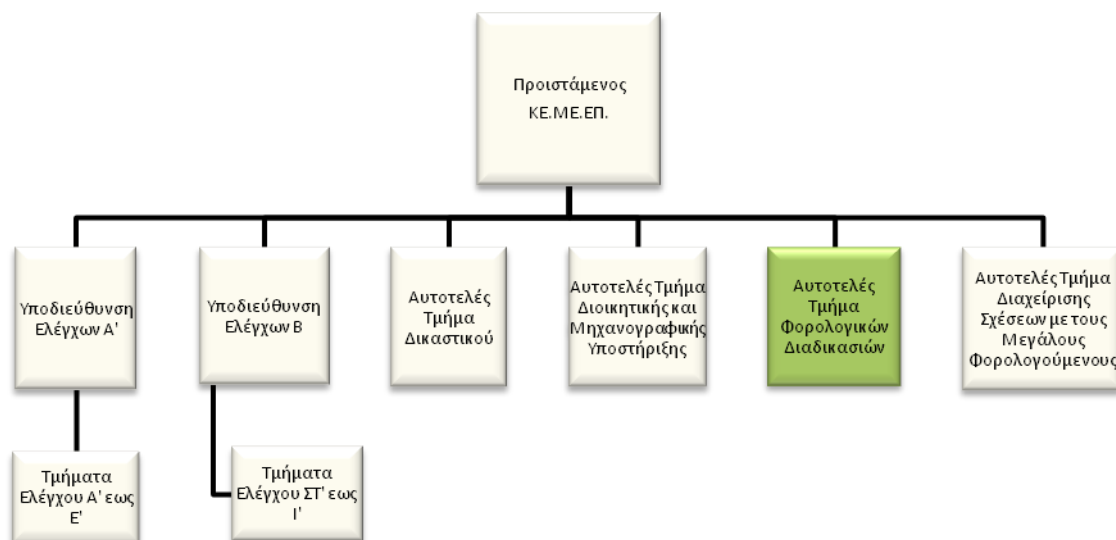 Προιστάμενος
ΚΕ.ΜΕ.ΕΠ.
Υποδιεύθυνση
Ελέγχων Α'
Υποδιεύθυνση
Ελέγχων Β
Αυτοτελές
Τμήμα
Δικαστικού
Αυτοτελές Τμήμα
Διοικητικής και
Μηχανογραφικής
Υποστήριξης
Αυτοτελές
Τμήμα
Φορολογικών
Διαδικασιών
Αυτοτελές Τμήμα
Διαχείρισης
Σχέσεων με τους
Μεγάλους
Φορολογούμενους
Τμήματα
Ελέγχου Α' εως
Ε'
Τμήματα
Ελέγχου ΣΤ' εως
Ι'